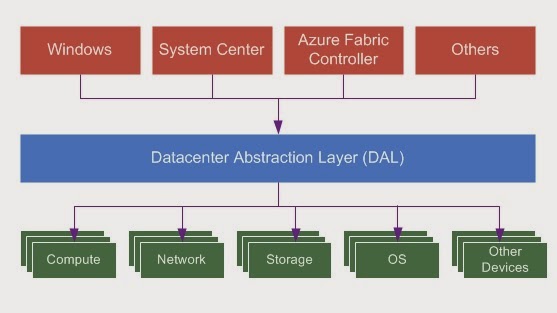 Windows
System Center
Azure Fabric
Controller
Others
Datacenter Abstraction Layer (DAL)
Compute
Network
Storage
OS
Other
Devices